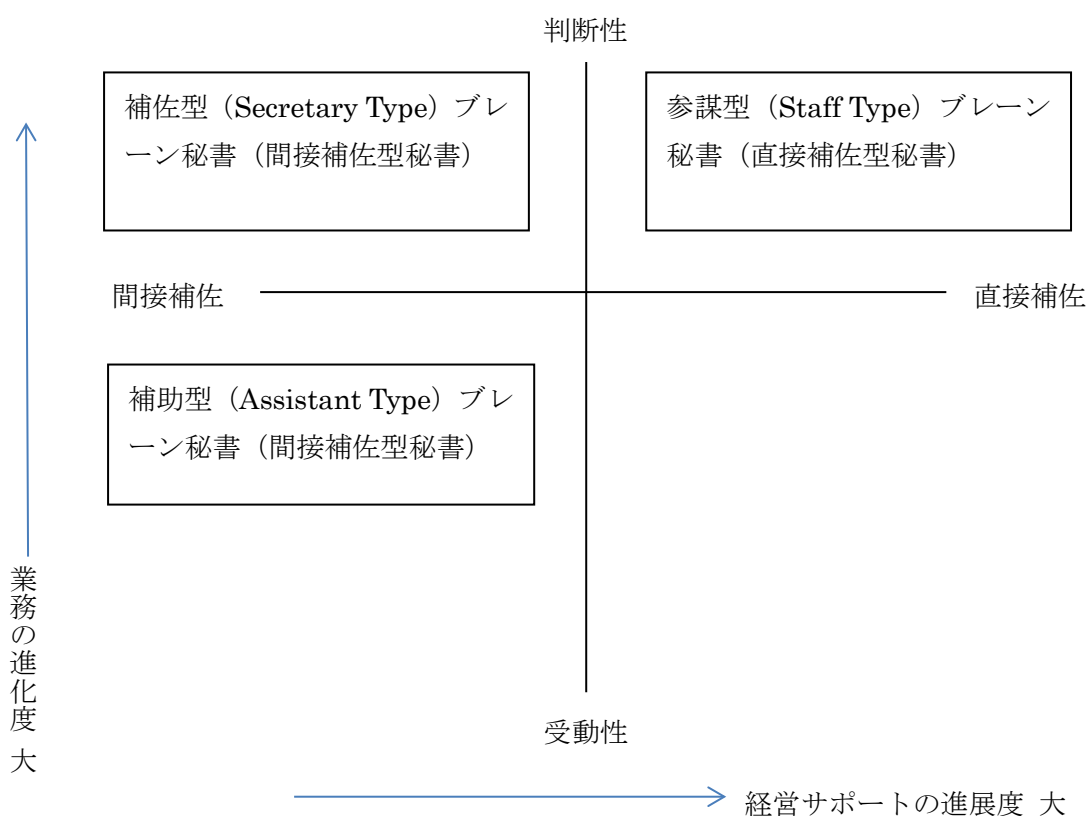 判断性
補佐型（Secretary Type）ブレ
ーン秘書（間接補佐型秘書）
参謀型（Staff Type）ブレーン
秘書（直接補佐型秘書）
間接補佐
直接補佐
補助型（Assistant Type）ブレ
ーン秘書（間接補佐型秘書）
業務の進化度 大
受動性
経営サポートの進展度 大